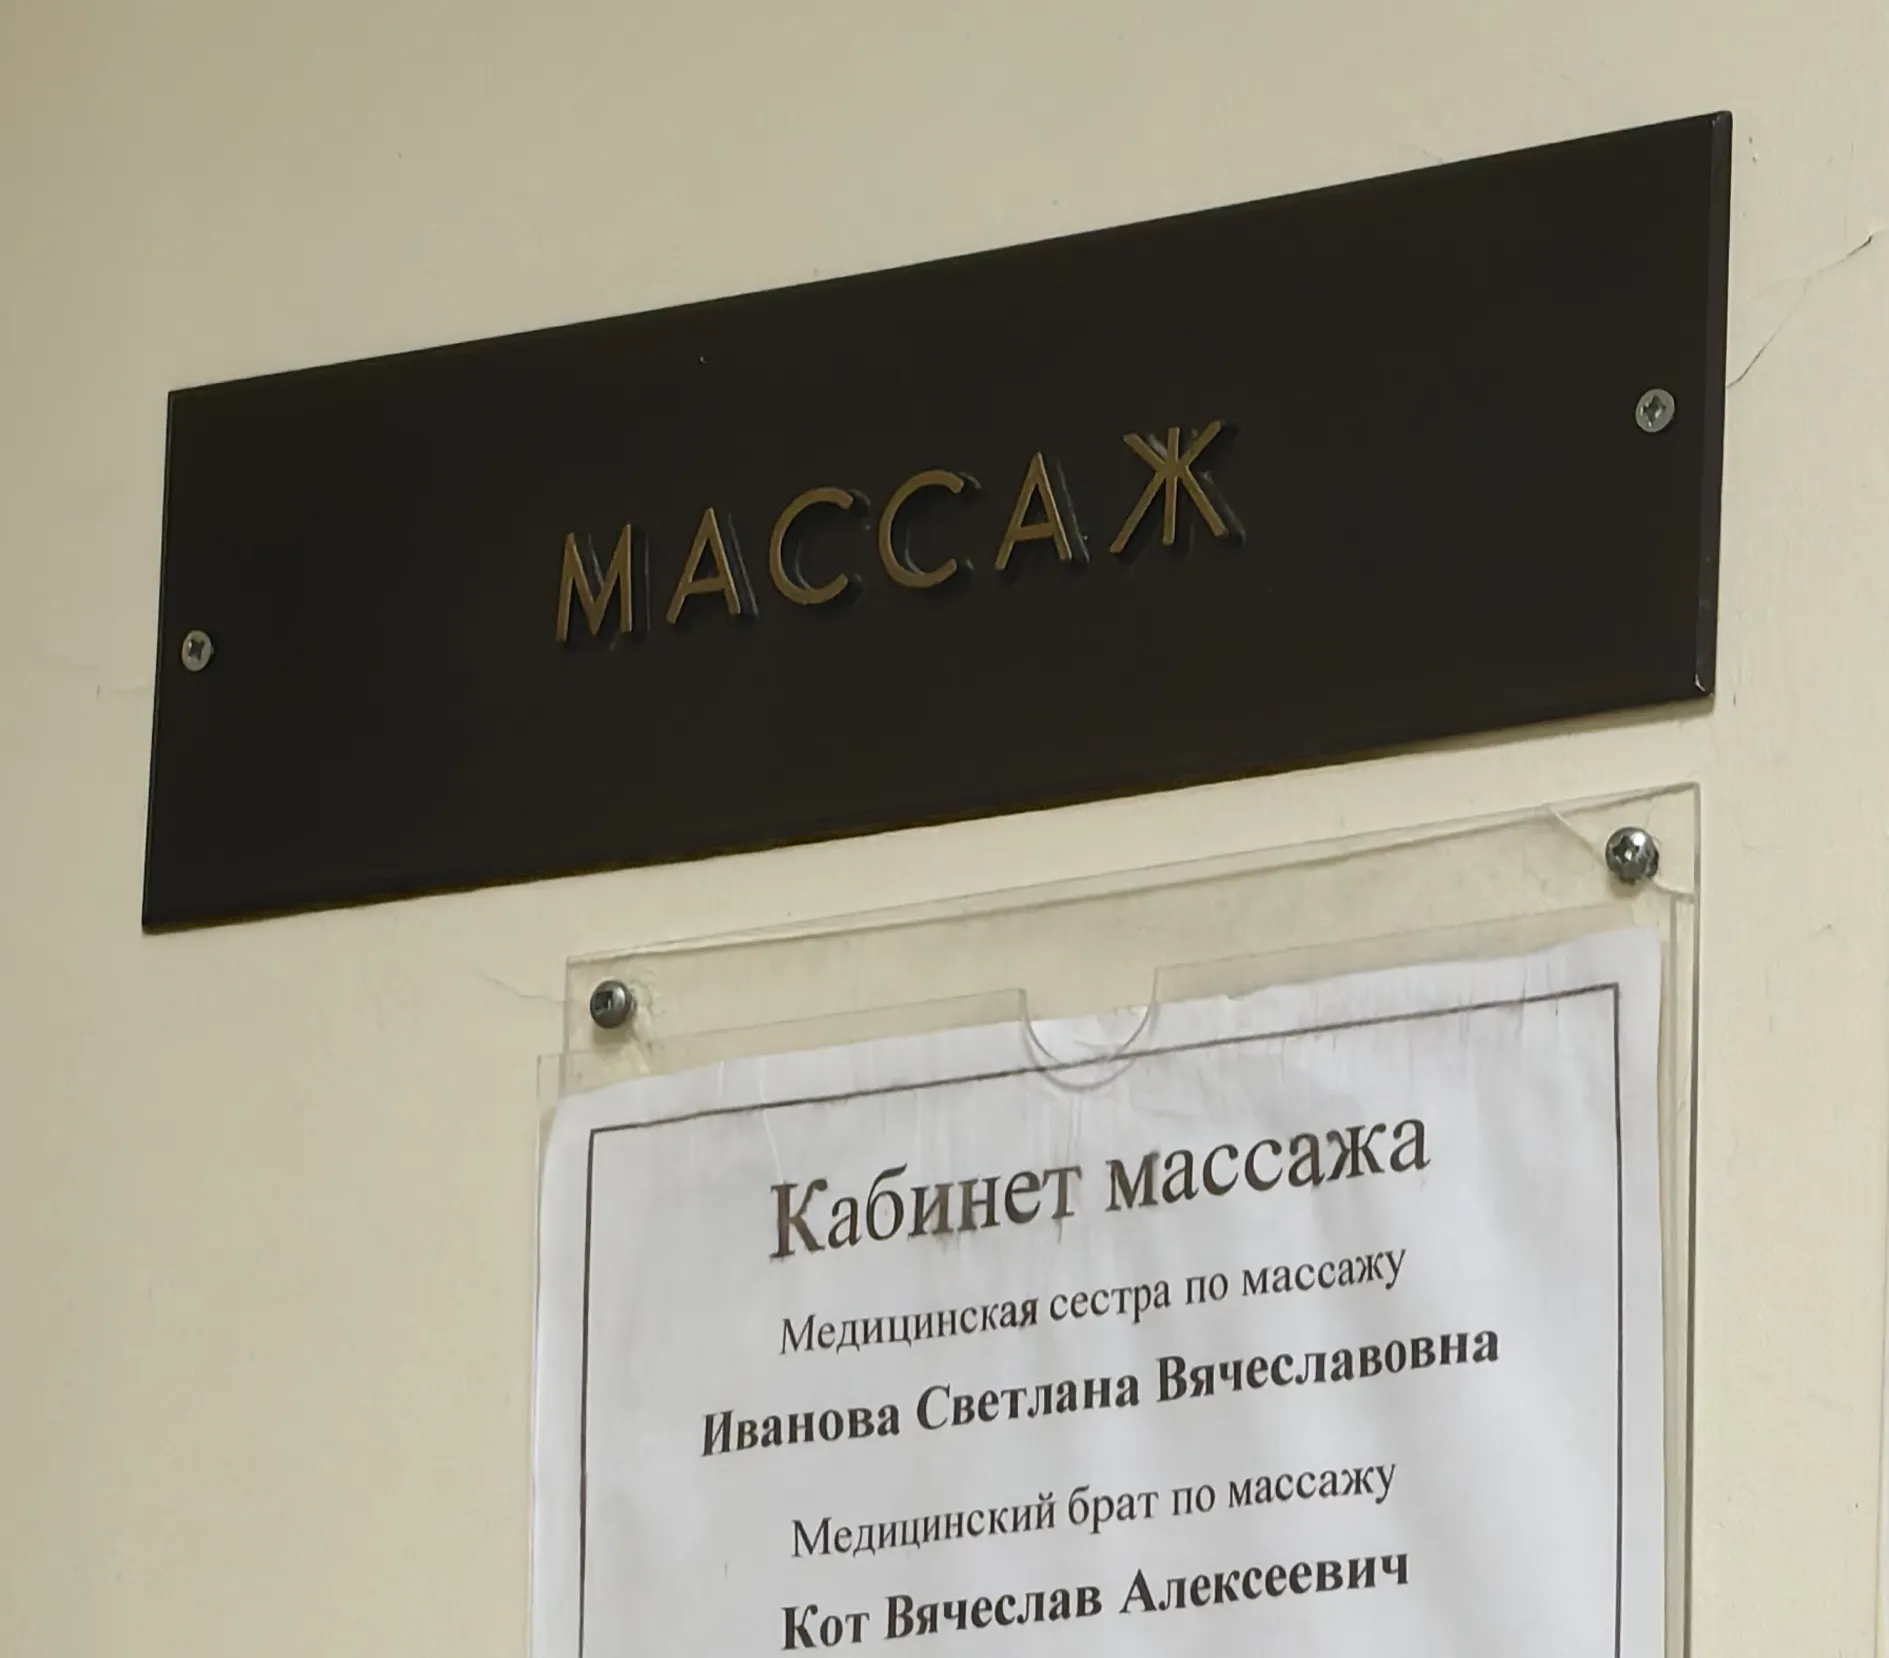 МАССАЖ
Кабинет массажа
Медицинская сестра по массажу
Иванова Светлана Вячеславовна
Медицинский брат по массажу
Кот Вячеслав Алексеевич